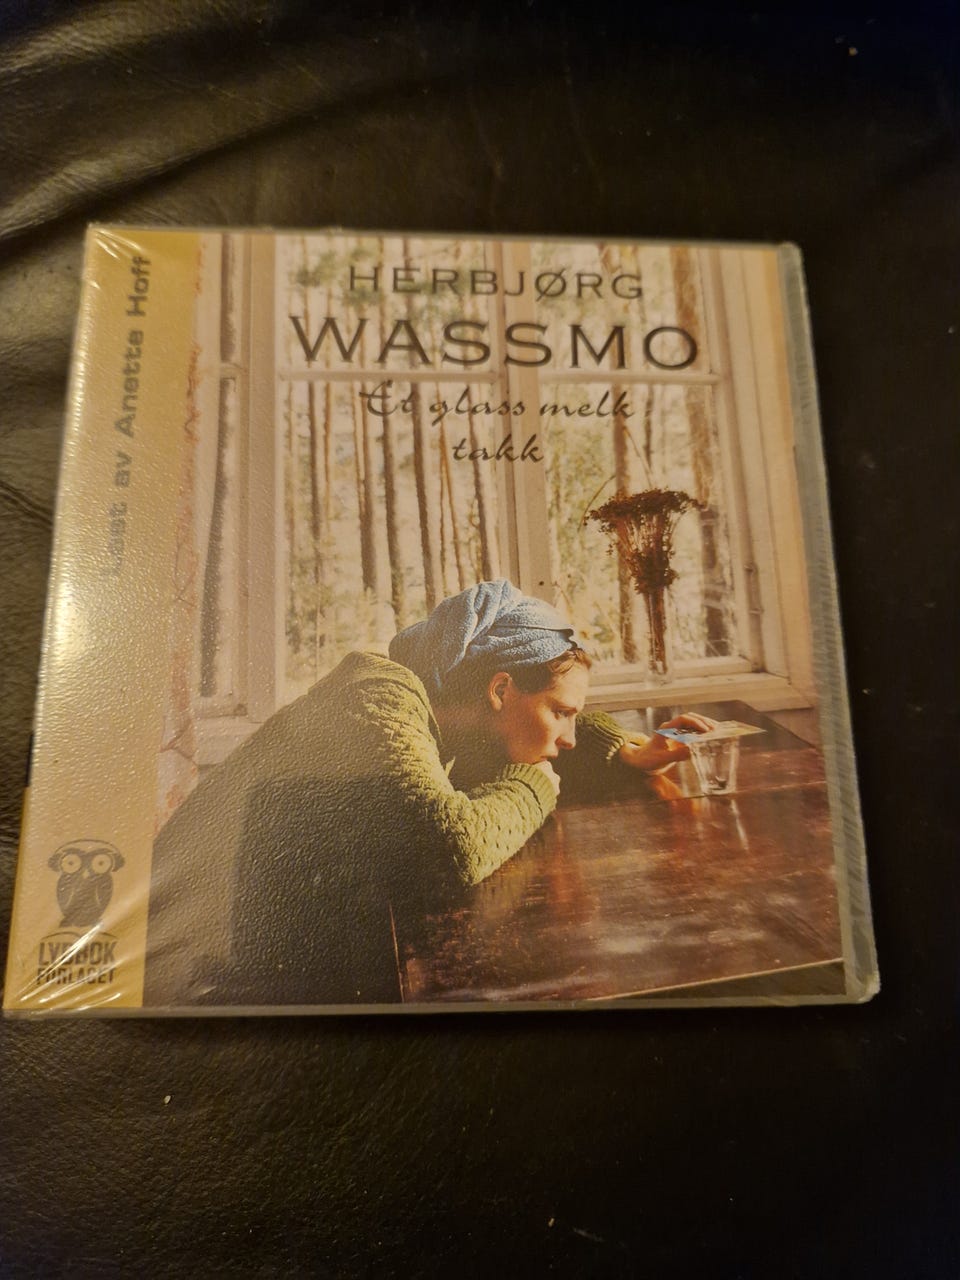 HERBJØRG
WASSMO
Et glass melk
takk
Lest av Anette Hoff
LYDBOK
FORLAGET